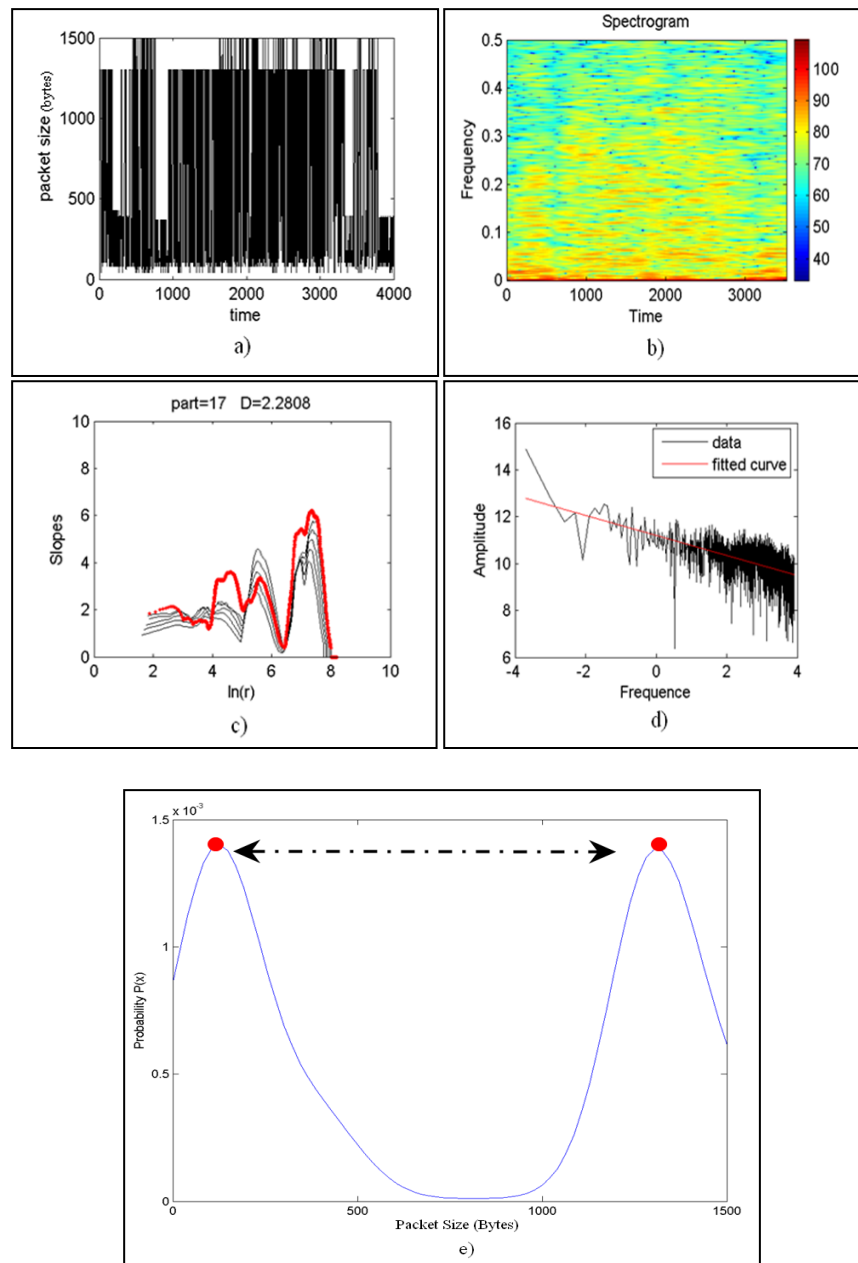 1500
1000
500
0
packet size (bytes)
0 1000 2000 3000 4000
time
a)
Spectrogram
0.5
0.4
0.3
0.2
0.1
0
Frequency
0 1000 2000 3000
Time
100
90
80
70
60
50
40
b)
part=17 D=2.2808
10
8
6
4
2
0
Slopes
0 2 4 6 8 10
ln(r)
c)
16
14
12
10
8
6
Amplitude
data
fitted curve
-4 -2 0 2 4
Frequence
d)
x 10⁻³
1.5
1
0.5
0
Probability P(x)
0 500 1000 1500
Packet Size (Bytes)
e)